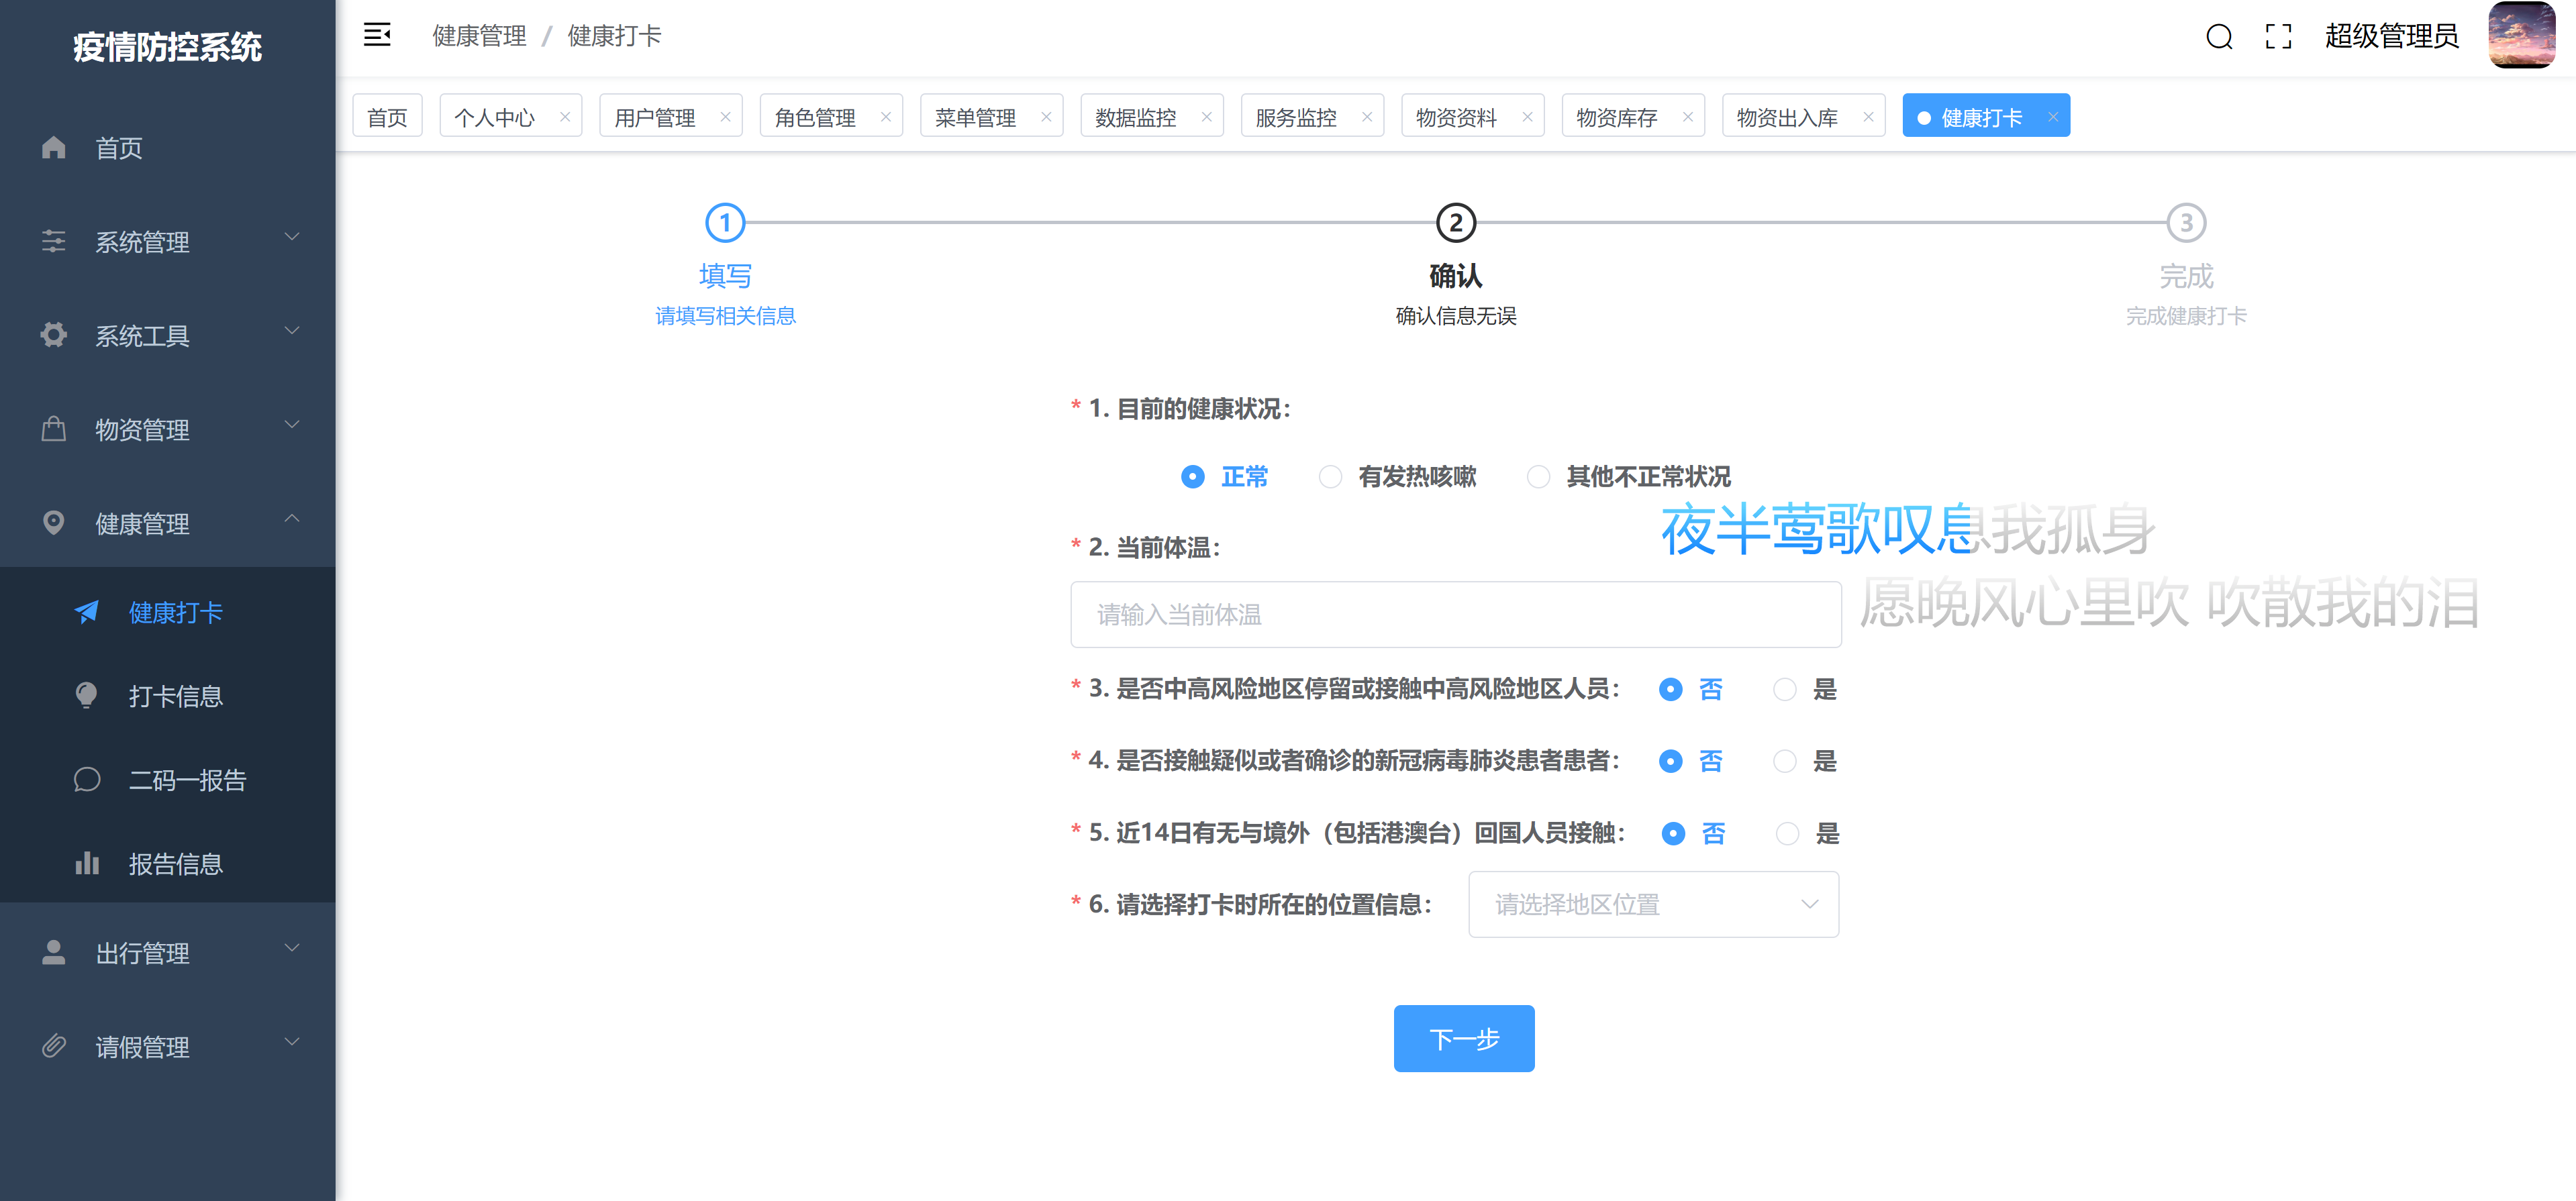 疫情防控系统
首页
系统管理
系统工具
物资管理
健康管理
健康打卡
打卡信息
二码一报告
报告信息
出行管理
请假管理
健康管理 / 健康打卡
超级管理员
首页 个人中心 用户管理 角色管理 菜单管理 数据监控 服务监控 物资资料 物资库存 物资出入库 健康打卡
1 2 3
填写 确认 完成
请填写相关信息 确认信息无误 完成健康打卡
* 1. 目前的健康状况：
正常 有发热咳嗽 其他不正常状况
夜半莺歌叹息我孤身
* 2. 当前体温：
愿晚风心里吹 吹散我的泪
请输入当前体温
* 3. 是否中高风险地区停留或接触中高风险地区人员： 否 是
* 4. 是否接触疑似或者确诊的新冠病毒肺炎患者患者： 否 是
* 5. 近14日有无与境外（包括港澳台）回国人员接触： 否 是
* 6. 请选择打卡时所在的位置信息： 请选择地区位置
下一步